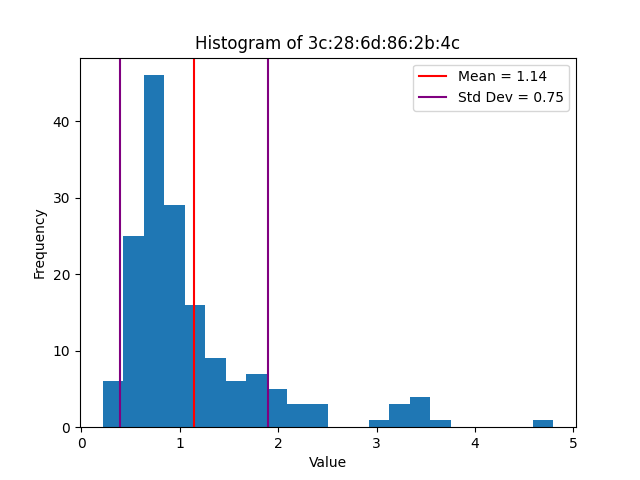 Histogram of 3c:28:6d:86:2b:4c
Mean = 1.14
Std Dev = 0.75
Frequency
40
30
20
10
0
0 1 2 3 4 5
Value